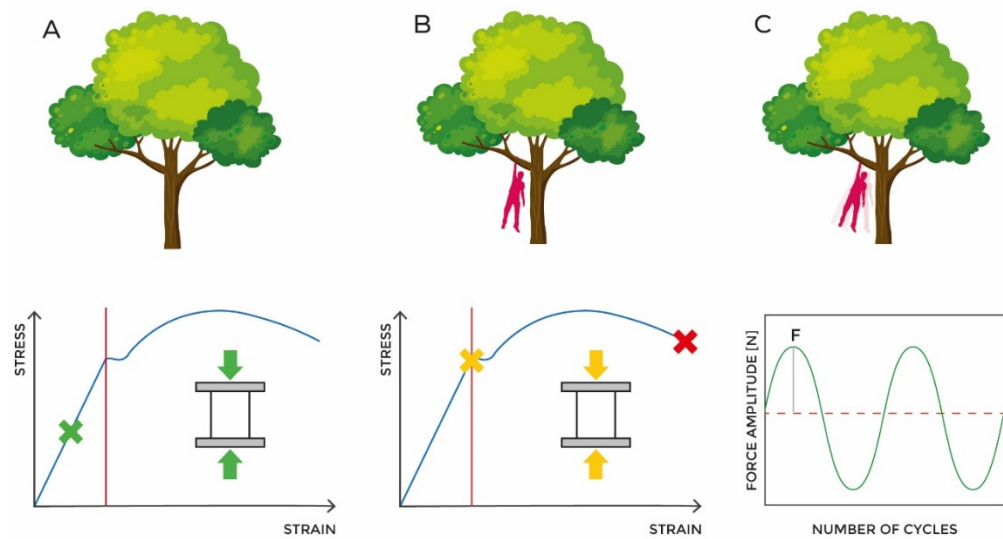 A
B
C
STRESS
STRAIN
STRESS
STRAIN
FORCE AMPLITUDE [N]
F
NUMBER OF CYCLES